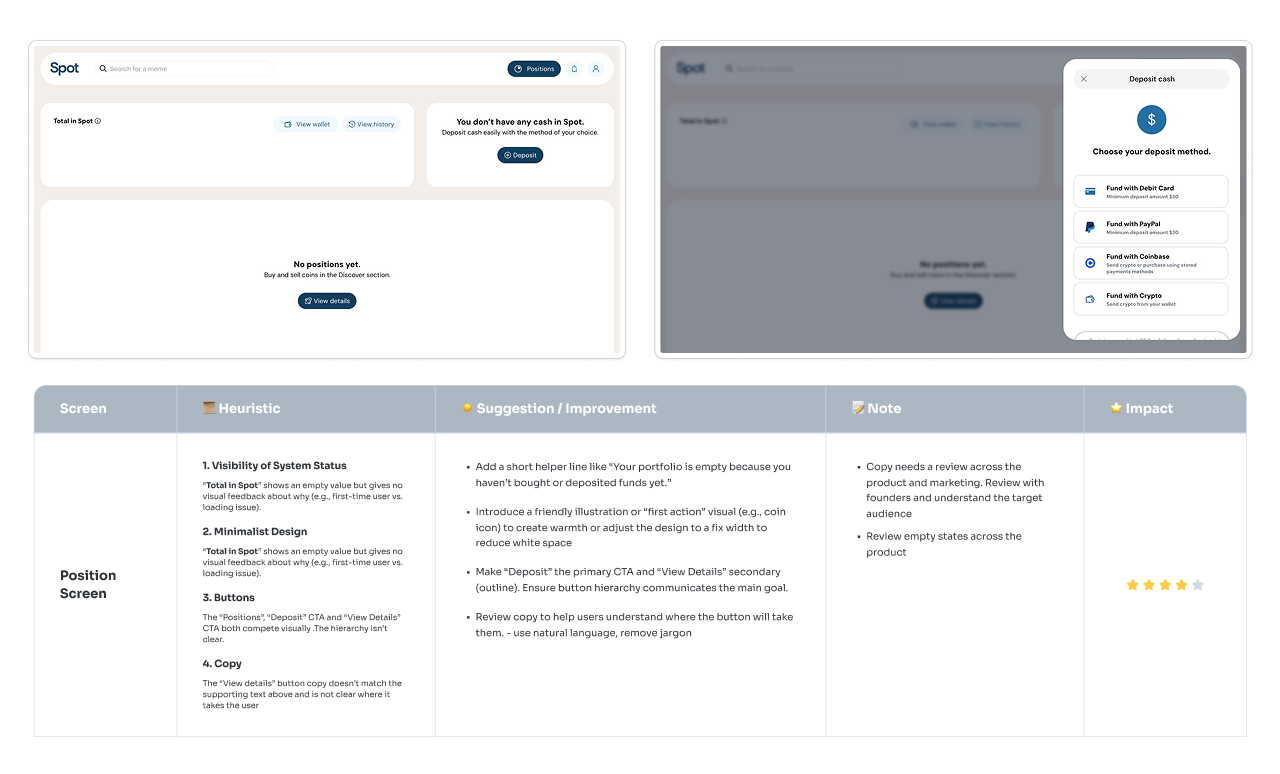 Spot
Search for a meme
Positions
Total in Spot
View wallet
View history
You don't have any cash in Spot.
Deposit cash easily with the method of your choice.
Deposit
No positions yet.
Buy and sell coins in the Discover section.
View details
Spot
Search for a meme
Total in Spot
View wallet
View history
No positions yet.
Buy and sell coins in the Discover section.
View details
Deposit cash
$
Choose your deposit method.
Fund with Debit Card
Minimum deposit amount $30
Fund with PayPal
Minimum deposit amount $30
Fund with Coinbase
Send crypto or purchase using stored
payments methods
Fund with Crypto
Send crypto from your wallet
Screen
Heuristic
Suggestion / Improvement
Note
Impact
Position
Screen
1. Visibility of System Status
“Total in Spot” shows an empty value but gives no
visual feedback about why (e.g., first-time user vs.
loading issue).
2. Minimalist Design
“Total in Spot” shows an empty value but gives no
visual feedback about why (e.g., first-time user vs.
loading issue).
3. Buttons
The “Positions”, “Deposit” CTA and “View Details”
CTA both compete visually .The hierarchy isn't
clear.
4. Copy
The “View details” button copy doesn't match the
supporting text above and is not clear where it
takes the user
▪ Add a short helper line like “Your portfolio is empty because you
haven't bought or deposited funds yet.”
▪ Introduce a friendly illustration or “first action” visual (e.g., coin
icon) to create warmth or adjust the design to a fix width to
reduce white space
▪ Make “Deposit” the primary CTA and “View Details” secondary
(outline). Ensure button hierarchy communicates the main goal.
▪ Review copy to help users understand where the button will take
them. - use natural language, remove jargon
▪ Copy needs a review across the
product and marketing. Review with
founders and understand the target
audience
▪ Review empty states across the
product